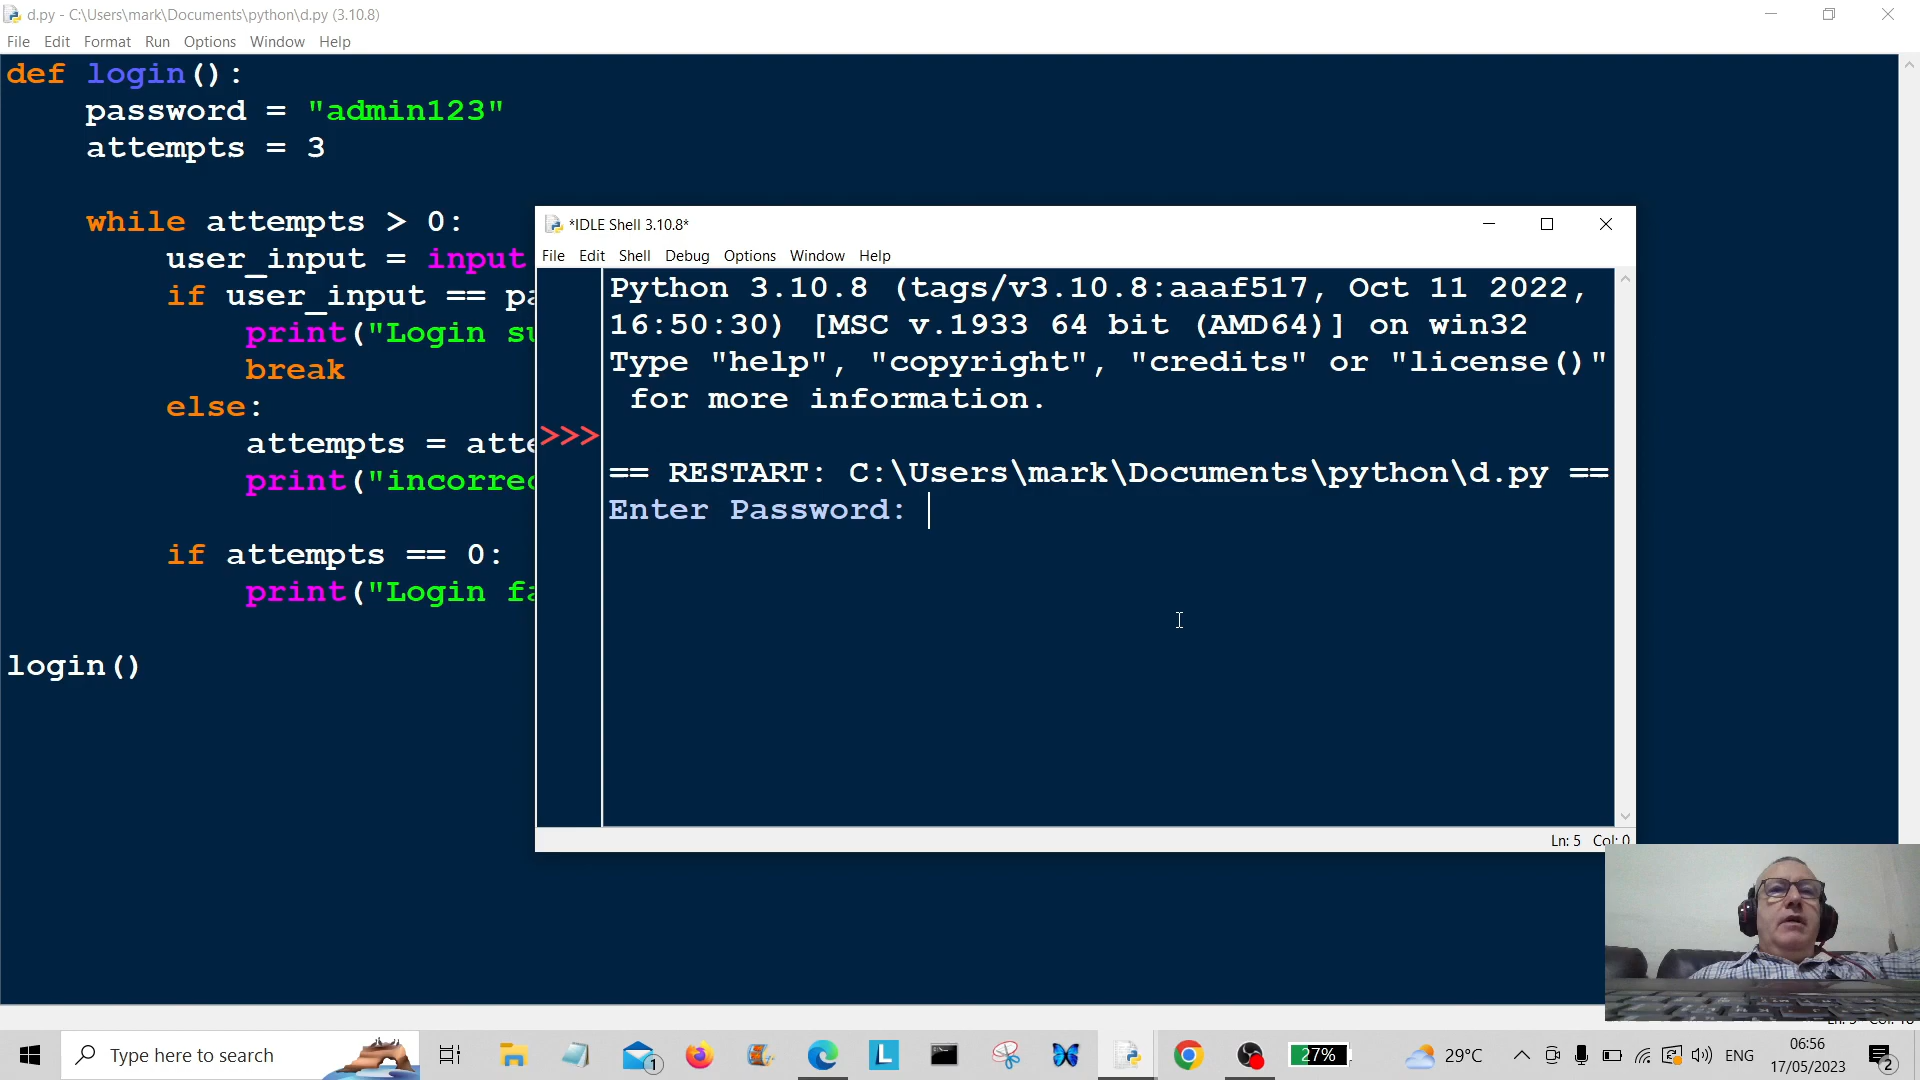 d.py - C:\Users\mark\Documents\python\d.py (3.10.8)
File Edit Format Run Options Window Help
def login():
password = "admin123"
attempts = 3
while attempts > 0:
user_input = input
if user_input == pa
print("Login su
break
else:
attempts = atte
print("incorrec
if attempts == 0:
print("Login fa
login()
*IDLE Shell 3.10.8*
File Edit Shell Debug Options Window Help
Python 3.10.8 (tags/v3.10.8:aaaf517, Oct 11 2022,
16:50:30) [MSC v.1933 64 bit (AMD64)] on win32
Type "help", "copyright", "credits" or "license()"
for more information.
>>>
== RESTART: C:\Users\mark\Documents\python\d.py ==
Enter Password:
Ln: 5 Col: 0
Type here to search
1
L
27%
29°C
ENG
06:56
17/05/2023
2